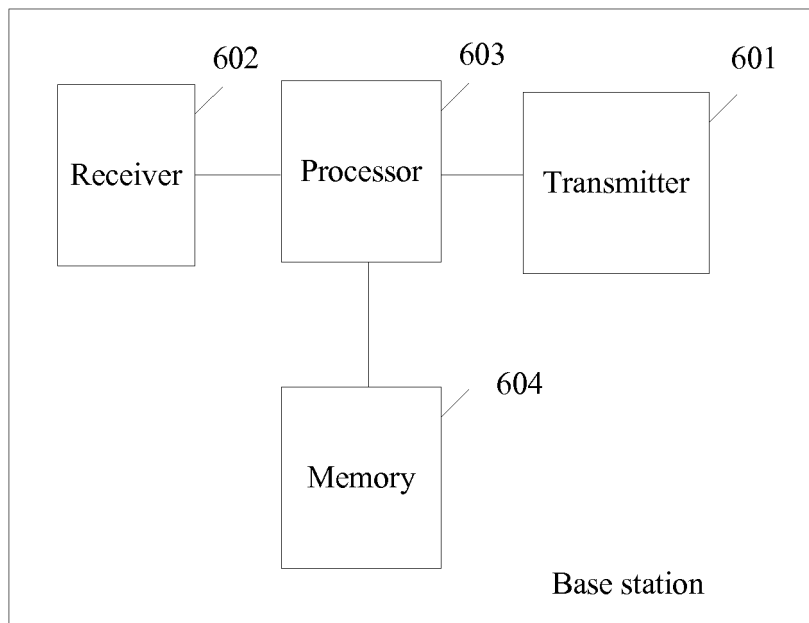 602
603
601
Receiver
Processor
Transmitter
604
Memory
Base station